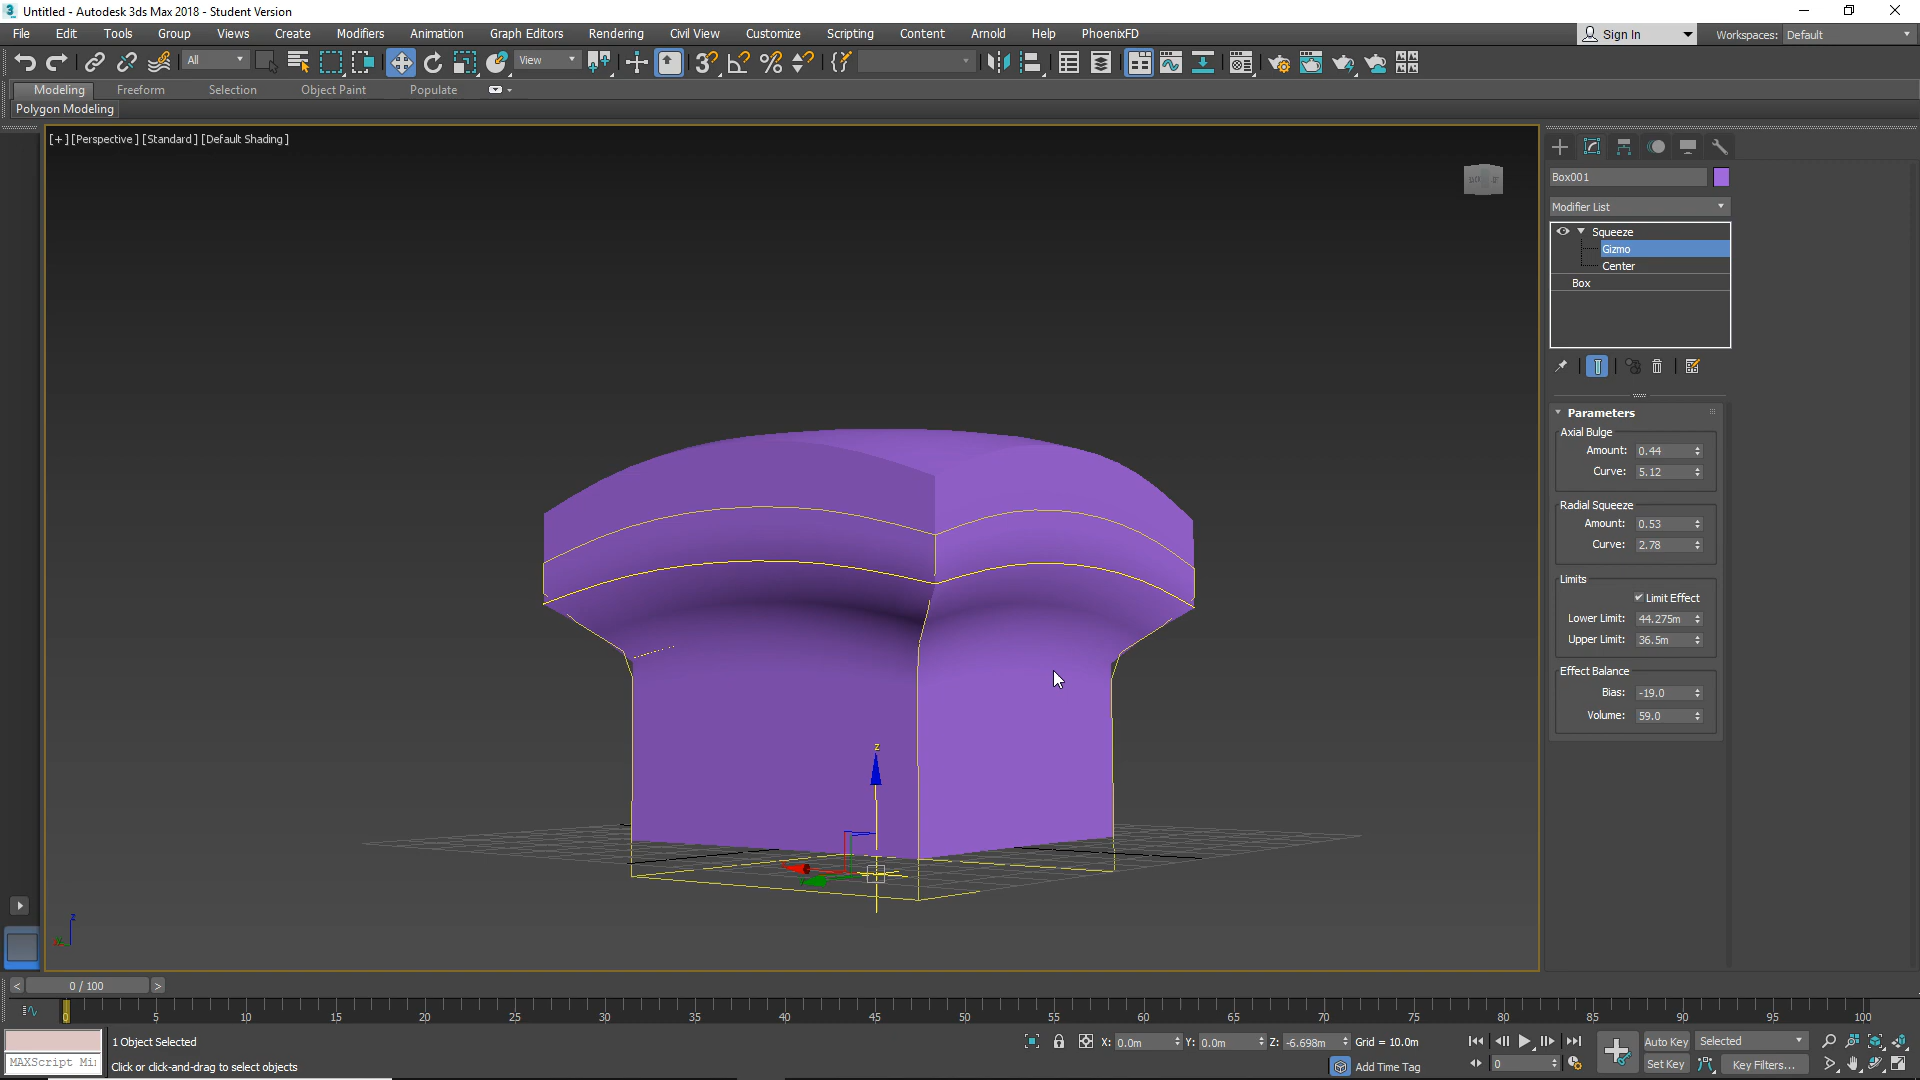 Untitled - Autodesk 3ds Max 2018 - Student Version
File Edit Tools Group Views Create Modifiers Animation Graph Editors Rendering Civil View Customize Scripting Content Arnold Help PhoenixFD
Sign In
Workspaces: Default
All
View
Modeling Freeform Selection Object Paint Populate
Polygon Modeling
[+] [Perspective] [Standard] [Default Shading]
Box001
Modifier List
Squeeze
Gizmo
Center
Box
Parameters
Axial Bulge
Amount: 0.44
Curve: 5.12
Radial Squeeze
Amount: 0.53
Curve: 2.78
Limits
Limit Effect
Lower Limit: 44.275m
Upper Limit: 36.5m
Effect Balance
Bias: -19.0
Volume: 59.0
z
z
< 0 / 100 >
0 5 10 15 20 25 30 35 40 45 50 55 60 65 70 75 80 85 90 95 100
1 Object Selected
X: 0.0m Y: 0.0m Z: -6.698m Grid = 10.0m
Auto Key Selected
MAXScript Mi
Click or click-and-drag to select objects
Add Time Tag
0
Set Key Key Filters...